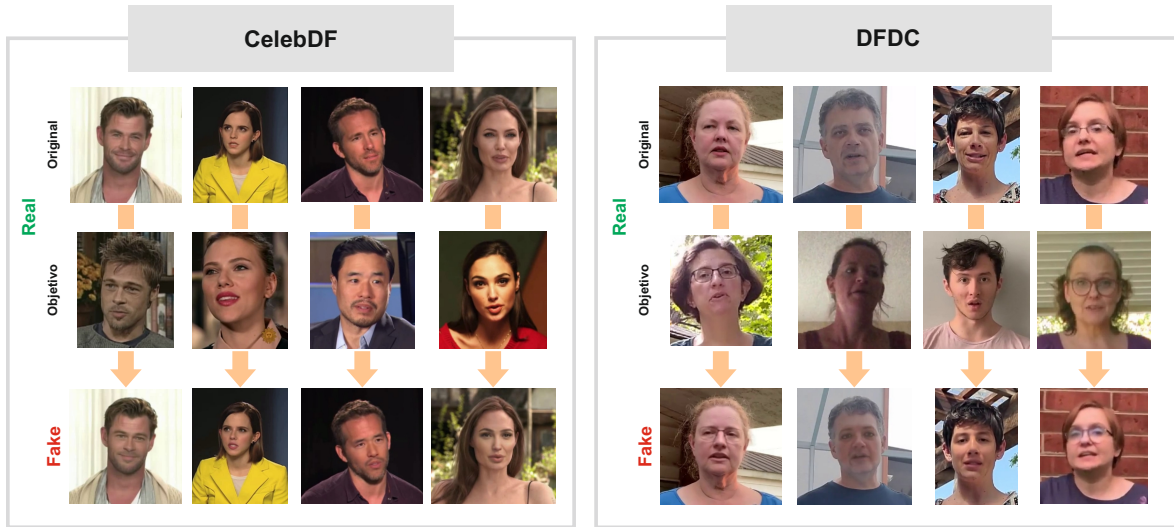 CelebDF
Original
Real
Objetivo
Fake
DFDC
Original
Real
Objetivo
Fake